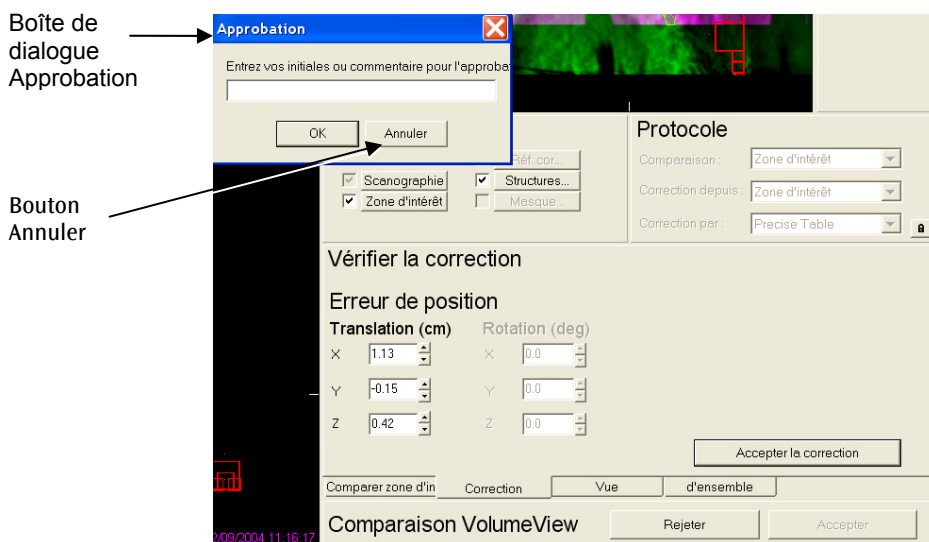 Boîte de
dialogue
Approbation
Bouton
Annuler
Approbation
Entrez vos initiales ou commentaire pour l'approba
OK
Annuler
Réf. cor...
Scanographie
Structures...
Zone d'intérêt
Masque...
Protocole
Comparaison :
Zone d'intérêt
Correction depuis :
Zone d'intérêt
Correction par :
Precise Table
Vérifier la correction
Erreur de position
Translation (cm)
Rotation (deg)
X 1.13 X 0.0
Y -0.15 Y 0.0
Z 0.42 Z 0.0
Accepter la correction
Comparer zone d'in
Correction
Vue
d'ensemble
Comparaison VolumeView
Rejeter
Accepter
2/09/2004 11:16:17